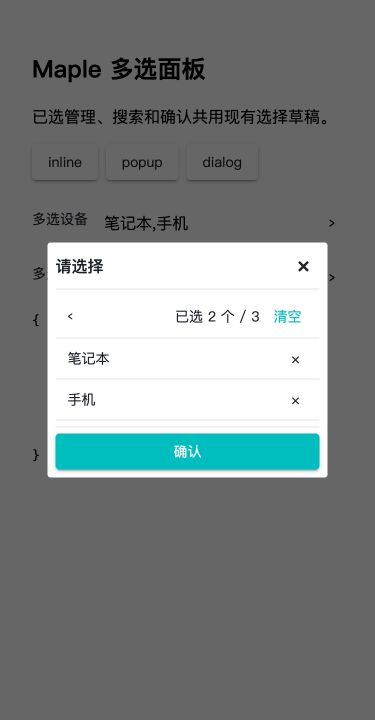 Maple 多选面板
已选管理、搜索和确认共用现有选择草稿。
inline popup dialog
多选设备 笔记本,手机 >
请选择 ×
多 >
< 已选 2 个 / 3 清空
{
笔记本 ×
手机 ×
确认
}